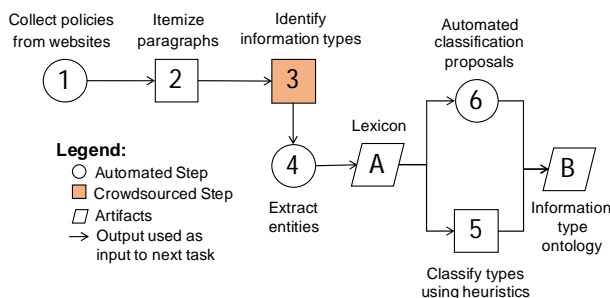 Collect policies
from websites
1
Itemize
paragraphs
2
Identify
information types
3
4
Extract
entities
Lexicon
A
Automated
classification
proposals
6
5
Classify types
using heuristics
B
Information
type
ontology
Legend:
Automated Step
Crowdsourced Step
Artifacts
Output used as
input to next task